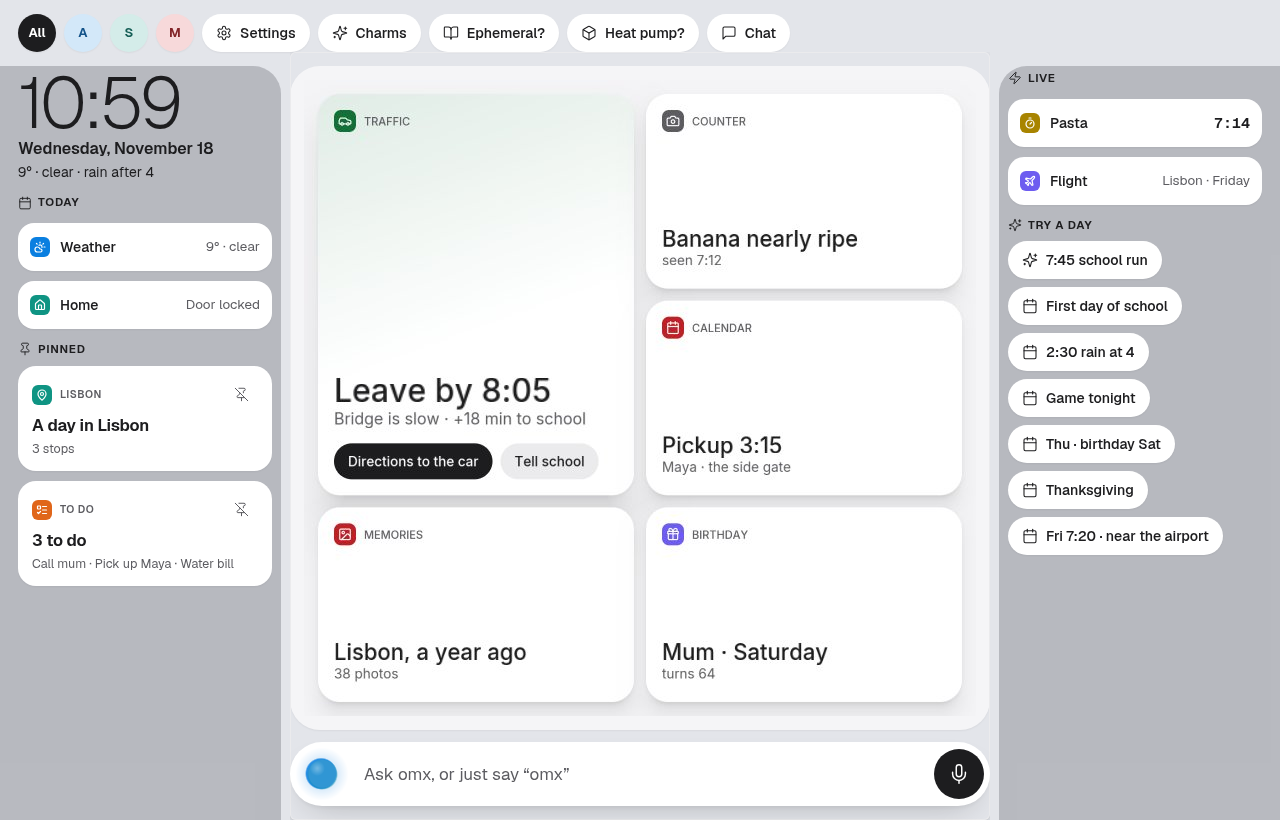 All
A
S
M
Settings
Charms
Ephemeral?
Heat pump?
Chat
10:59
Wednesday, November 18
9° · clear · rain after 4
TODAY
Weather
9° · clear
Home
Door locked
PINNED
LISBON
A day in Lisbon
3 stops
TO DO
3 to do
Call mum · Pick up Maya · Water bill
TRAFFIC
Leave by 8:05
Bridge is slow · +18 min to school
Directions to the car
Tell school
COUNTER
Banana nearly ripe
seen 7:12
CALENDAR
Pickup 3:15
Maya · the side gate
MEMORIES
Lisbon, a year ago
38 photos
BIRTHDAY
Mum · Saturday
turns 64
Ask omx, or just say “omx”
LIVE
Pasta
7:14
Flight
Lisbon · Friday
TRY A DAY
7:45 school run
First day of school
2:30 rain at 4
Game tonight
Thu · birthday Sat
Thanksgiving
Fri 7:20 · near the airport